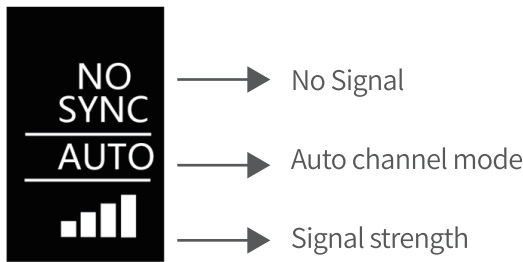 NO
SYNC
No Signal
AUTO
Auto channel mode
Signal strength